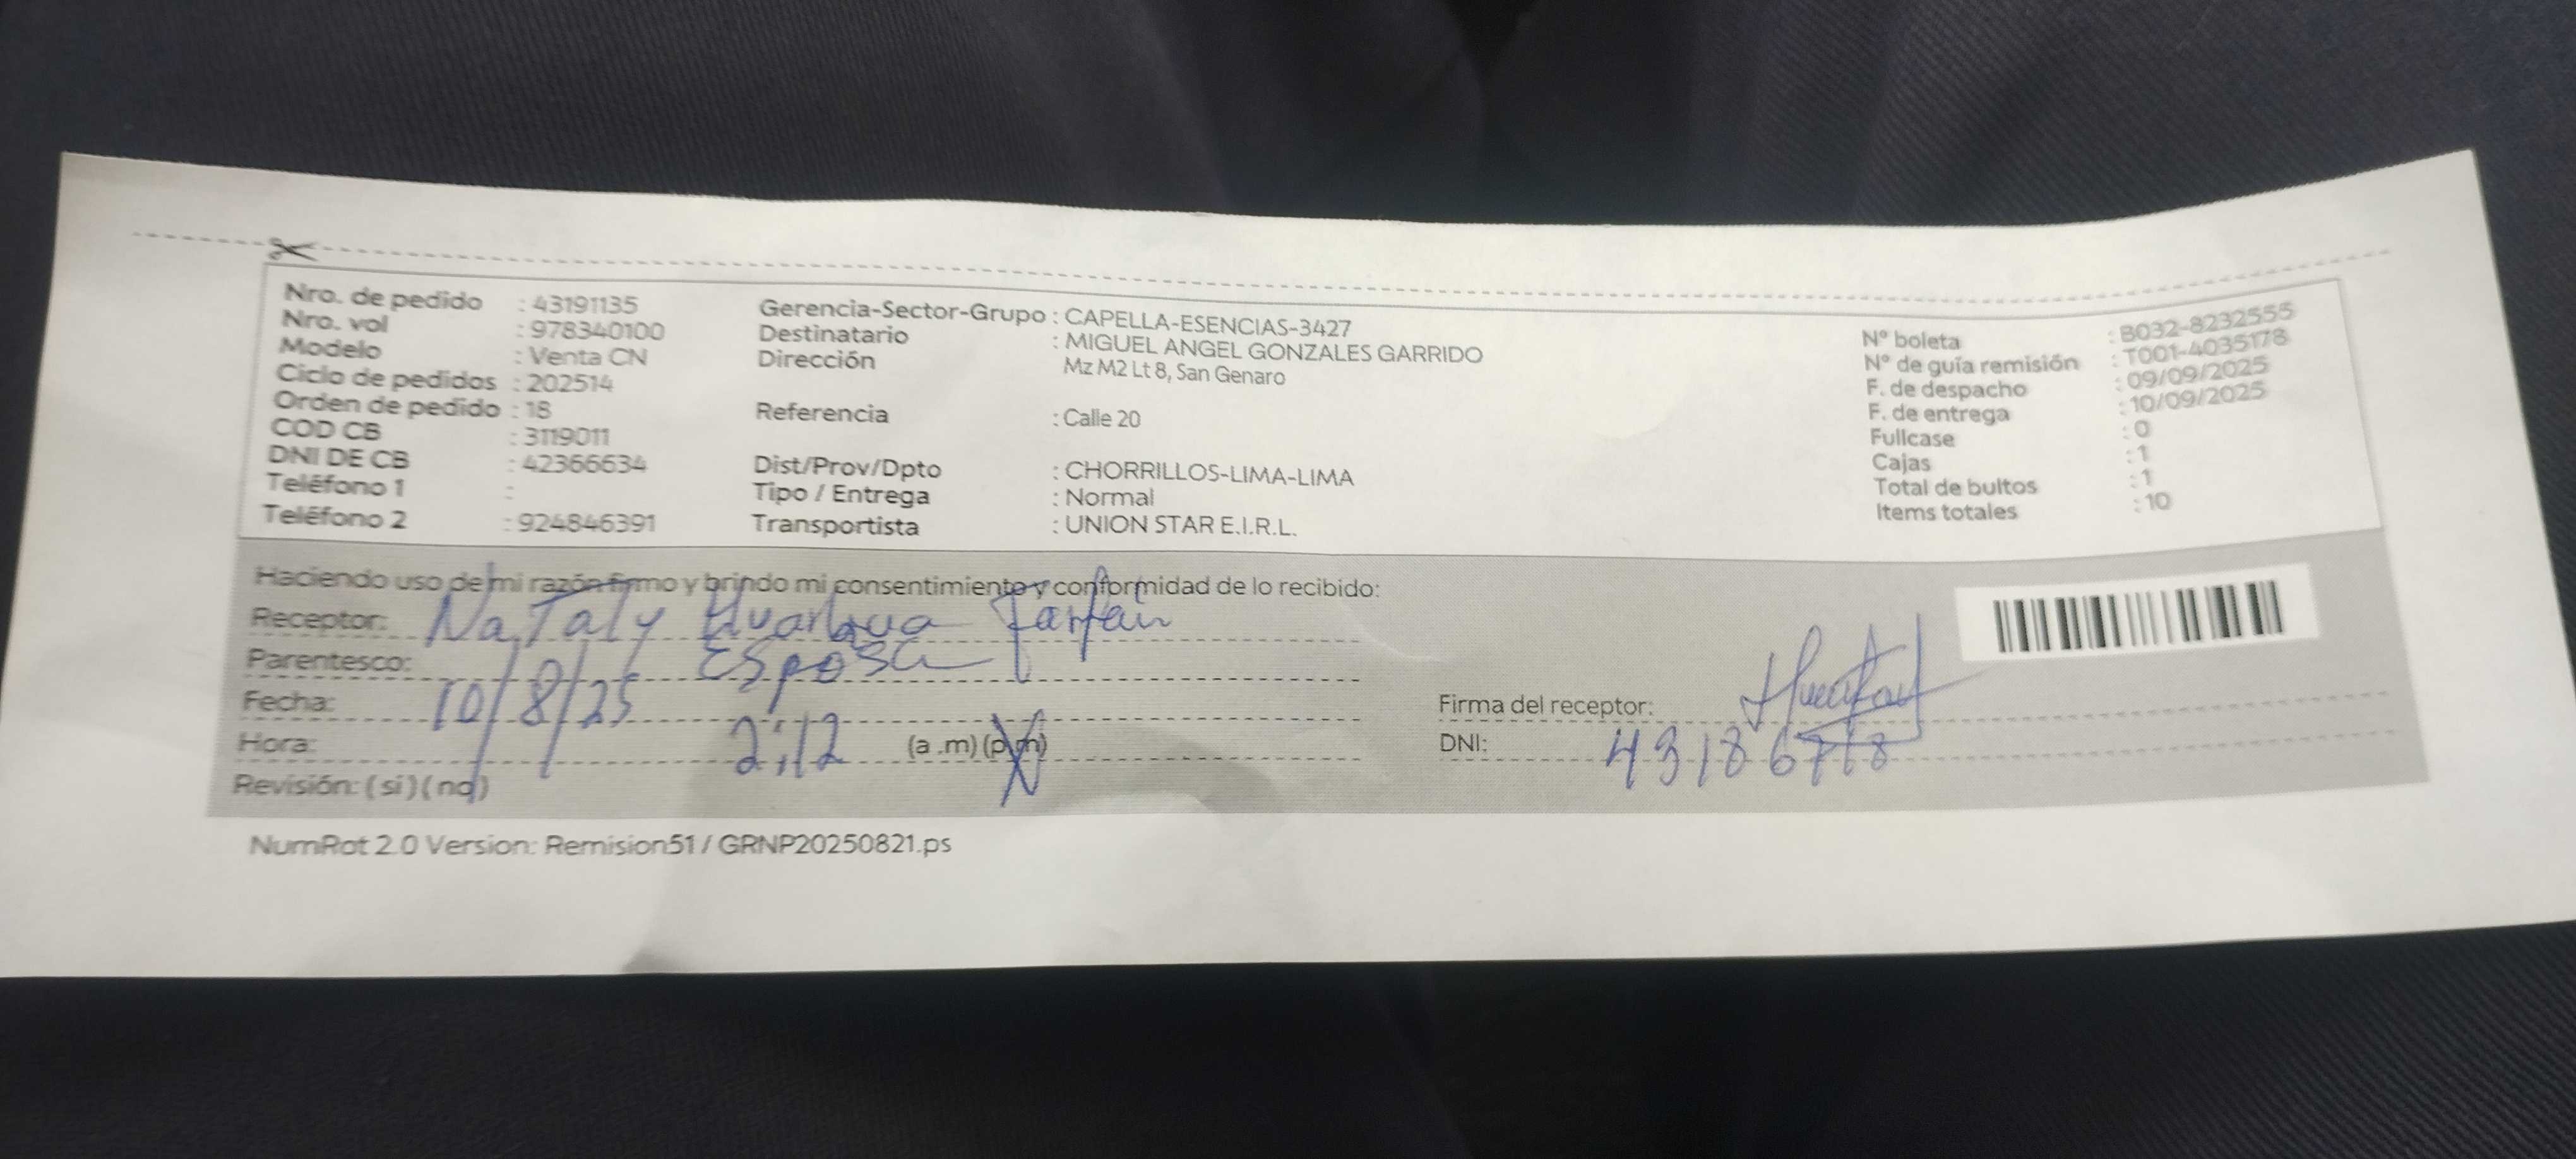 Nro. de pedido : 43191135
Nro. vol : 978340100
Modelo : Venta CN
Ciclo de pedidos : 202514
Orden de pedido : 18
COD CB : 3119011
DNI DE CB : 42366634
Teléfono 1 :
Teléfono 2 : 924846391
Gerencia-Sector-Grupo : CAPELLA-ESENCIAS-3427
Destinatario : MIGUEL ANGEL GONZALES GARRIDO
Dirección Mz M2 Lt 8, San Genaro
Referencia : Calle 20
Dist/Prov/Dpto : CHORRILLOS-LIMA-LIMA
Tipo / Entrega : Normal
Transportista : UNION STAR E.I.R.L.
Nº boleta : B032-8232555
Nº de guía remisión : T001-4035178
F. de despacho : 09/09/2025
F. de entrega : 10/09/2025
Fullcase : 0
Cajas : 1
Total de bultos : 1
Items totales : 10
Haciendo uso de mi razón firmo y brindo mi consentimiento y conformidad de lo recibido:
Receptor: Nataly Farfan
Parentesco: Esposa
Fecha: 10/8/25
Hora: 2:12 (a .m) (p.m)
Revisión: ( si ) ( no )
Firma del receptor:
DNI: 43186718
NumRot 2.0 Version: Remision51 / GRNP20250821.ps